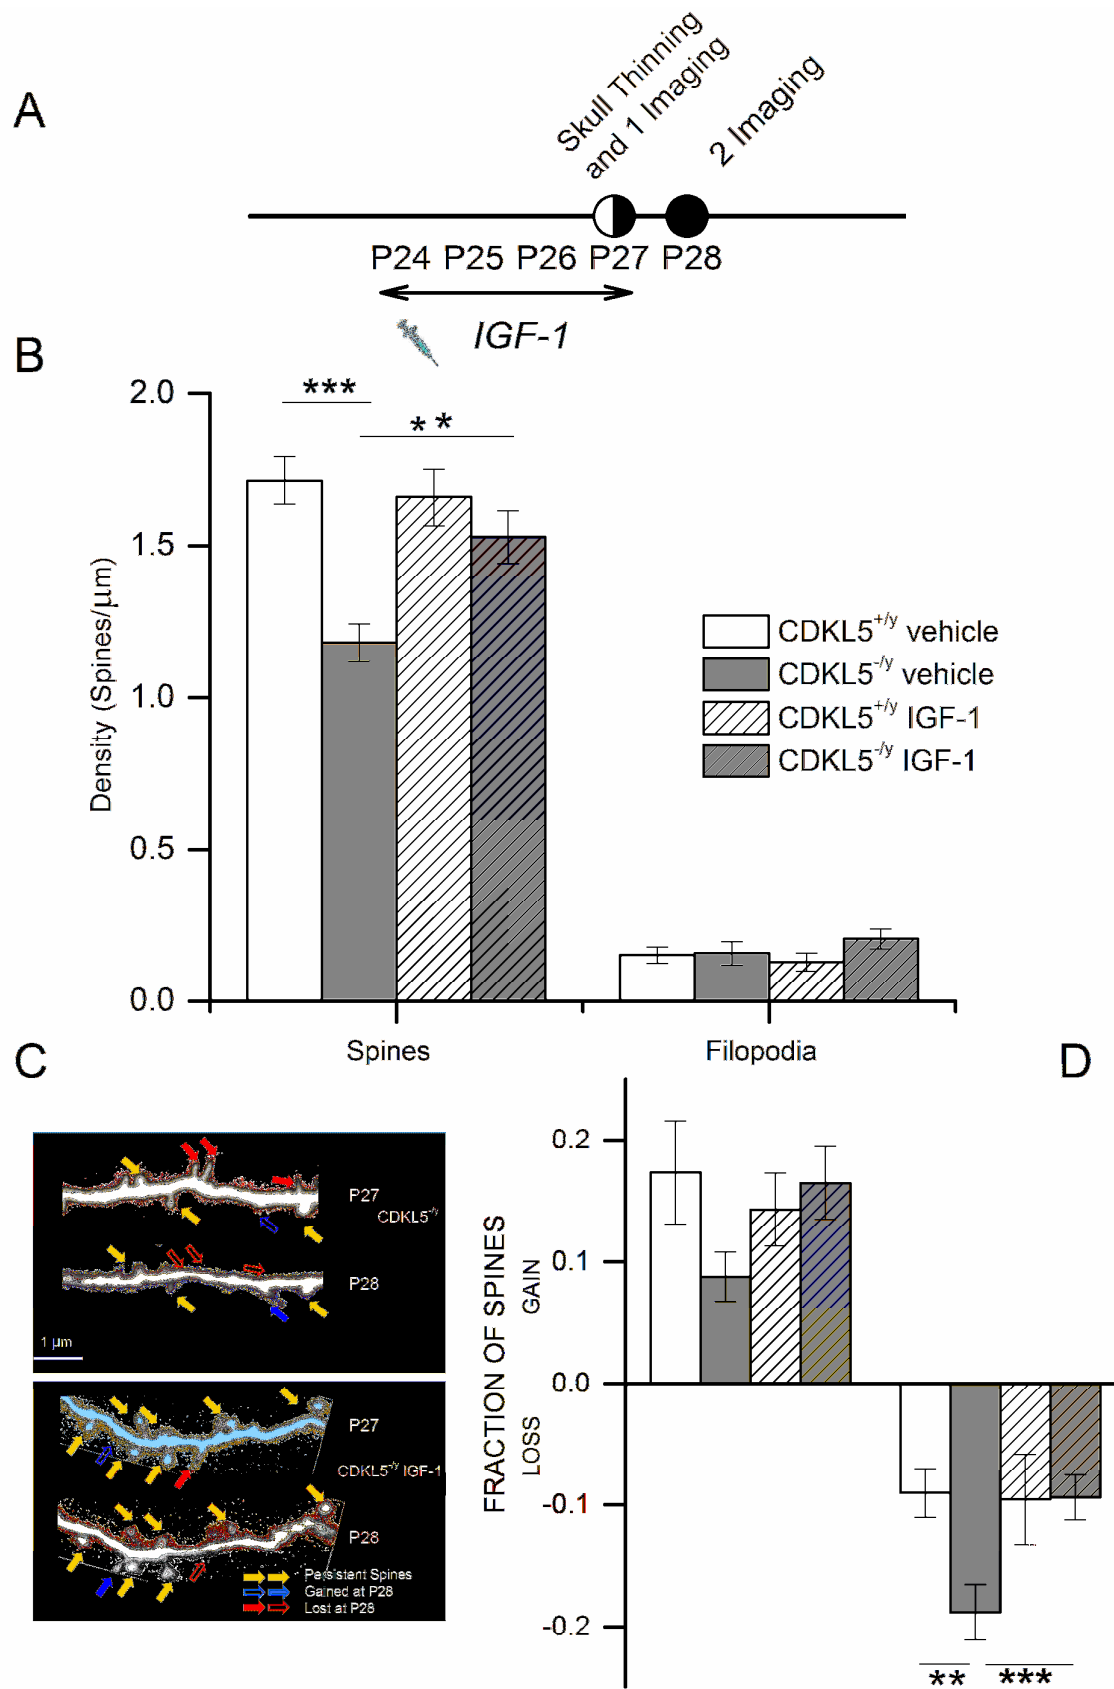 A
Skull Thinning
and 1 Imaging
2 Imaging
P24 P25 P26 P27 P28
IGF-1
B
2.0
1.5
1.0
0.5
0.0
Density (Spines/μm)
***
**
CDKL5+/y vehicle
CDKL5-/y vehicle
CDKL5+/y IGF-1
CDKL5-/y IGF-1
Spines
Filopodia
C
P27
CDKL5-/y
P28
1 μm
P27
CDKL5-/y IGF-1
P28
Persistent Spines
Gained at P28
Lost at P28
D
FRACTION OF SPINES
GAIN
LOSS
0.2
0.1
0.0
-0.1
-0.2
**
***